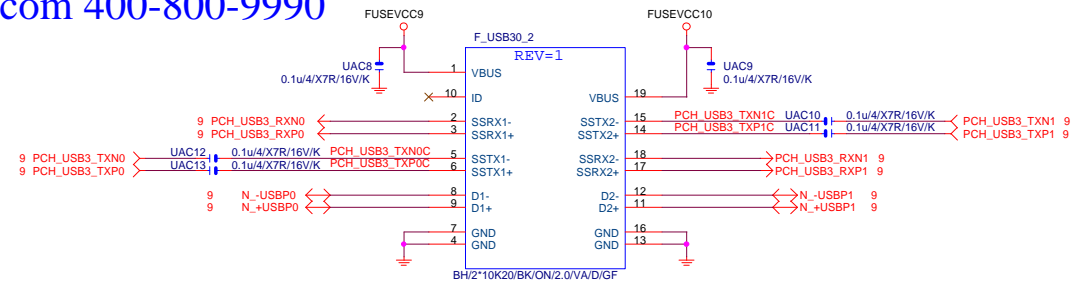 com 400-800-9990
FUSEVCC9
FUSEVCC10
F_USB30_2
REV=1
UAC8
0.1u/4/X7R/16V/K
UAC9
0.1u/4/X7R/16V/K
1 VBUS
10 ID
VBUS 19
9 PCH_USB3_RXN0 2 SSRX1-
9 PCH_USB3_RXP0 3 SSRX1+
SSTX2- 15 PCH_USB3_TXN1C UAC10 0.1u/4/X7R/16V/K PCH_USB3_TXN1 9
SSTX2+ 14 PCH_USB3_TXP1C UAC11 0.1u/4/X7R/16V/K PCH_USB3_TXP1 9
9 PCH_USB3_TXN0 UAC12 0.1u/4/X7R/16V/K PCH_USB3_TXN0C 5 SSTX1-
9 PCH_USB3_TXP0 UAC13 0.1u/4/X7R/16V/K PCH_USB3_TXP0C 6 SSTX1+
SSRX2- 18 PCH_USB3_RXN1 9
SSRX2+ 17 PCH_USB3_RXP1 9
9 N_-USBP0 8 D1-
9 N_+USBP0 9 D1+
D2- 12 N_-USBP1 9
D2+ 11 N_+USBP1 9
7 GND
4 GND
GND 16
GND 13
BH/2*10K20/BK/ON/2.0/VA/D/GF